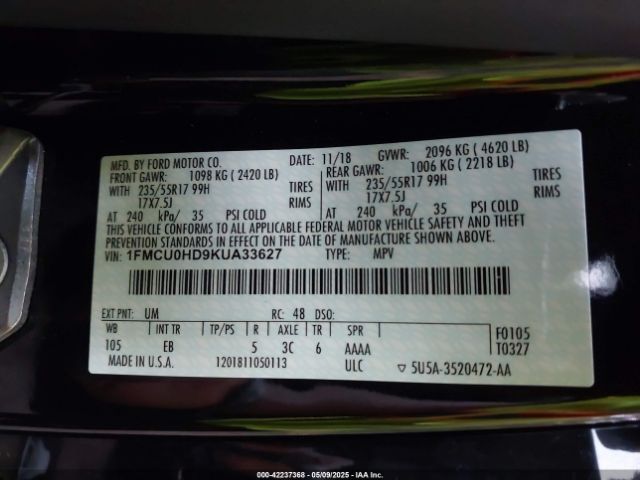 MFD. BY FORD MOTOR CO. DATE: 11/18 GVWR: 2096 KG ( 4620 LB)
FRONT GAWR: 1098 KG ( 2420 LB) REAR GAWR: 1006 KG ( 2218 LB)
WITH 235/55R17 99H TIRES WITH 235/55R17 99H TIRES
17X7.5J RIMS 17X7.5J RIMS
AT 240 kPa/ 35 PSI COLD AT 240 kPa/ 35 PSI COLD
THIS VEHICLE CONFORMS TO ALL APPLICABLE FEDERAL MOTOR VEHICLE SAFETY AND THEFT
PREVENTION STANDARDS IN EFFECT ON THE DATE OF MANUFACTURE SHOWN ABOVE.
VIN: 1FMCU0HD9KUA33627 TYPE: MPV
EXT PNT: UM RC: 48 DSO:
WB INT TR TP/PS R AXLE TR SPR F0105
105 EB 5 3C 6 AAAA T0327
MADE IN U.S.A. 1201811050113 ULC ▽ 5U5A-3520472-AA
000-42237368 - 05/09/2025 - IAA Inc.